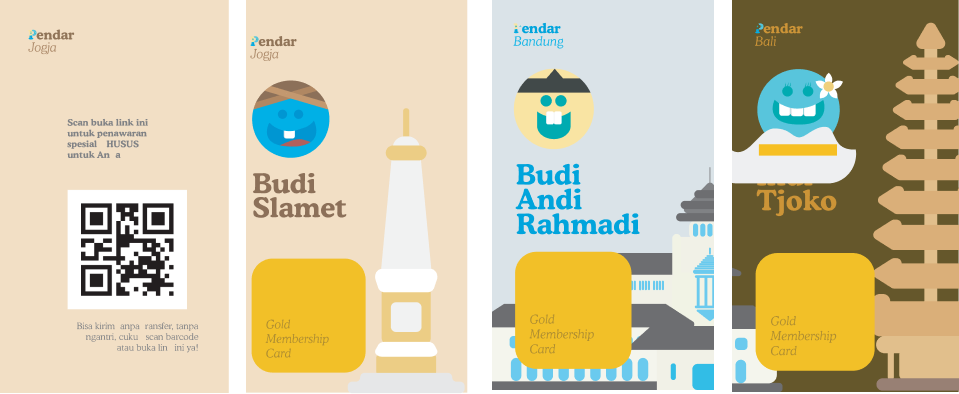 Pendar
Jogja
Scan buka link ini
untuk penawaran
spesial HUSUS
untuk An a
Bisa kirim anpa ransfer, tanpa
ngantri, cuku scan barcode
atau buka lin ini ya!
Pendar
Jogja
Budi
Slamet
Gold
Membership
Card
Pendar
Bandung
Budi
Andi
Rahmadi
Gold
Membership
Card
Pendar
Bali
Tjoko
Gold
Membership
Card